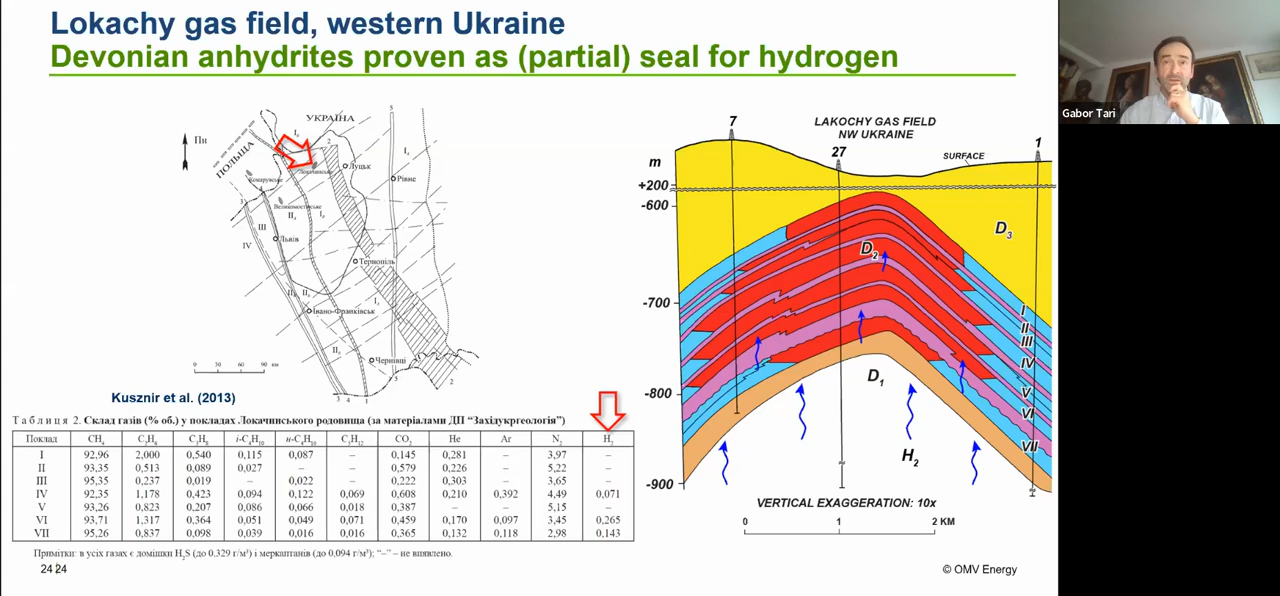 Lokachy gas field, western Ukraine
Devonian anhydrites proven as (partial) seal for hydrogen
Gabor Tari
УКРАЇНА
ПОЛЬЩА
Пн
Луцьк
Рівне
Локачинське
Комарувське
Великомостівське
Львів
Тернопіль
Івано-Франківськ
Чернівці
III
IV
0 30 60 90 км
Kusznir et al. (2013)
LAKOCHY GAS FIELD
NW UKRAINE
7
27
1
SURFACE
m
+200
-600
-700
-800
-900
D3
D2
D1
H2
I
II
III
IV
V
VI
VII
VERTICAL EXAGGERATION: 10x
0 1 2 KM
Таблиця 2. Склад газів (% об.) у покладах Локачинського родовища (за матеріалами ДП “Західукргеологія”)
Поклад CH4 C2H6 C3H8 i-C4H10 н-C4H10 C5H12 CO2 He Ar N2 H2
I 92,96 2,000 0,540 0,115 0,087 – 0,145 0,281 – 3,97 –
II 93,35 0,513 0,089 0,027 – – 0,579 0,226 – 5,22 –
III 95,35 0,237 0,019 – 0,022 – 0,222 0,303 – 3,65 –
IV 92,35 1,178 0,423 0,094 0,122 0,069 0,608 0,210 0,392 4,49 0,071
V 93,26 0,823 0,207 0,086 0,066 0,018 0,387 – – 5,15 –
VI 93,71 1,317 0,364 0,051 0,049 0,071 0,459 0,170 0,097 3,45 0,265
VII 95,26 0,837 0,098 0,039 0,016 0,016 0,365 0,132 0,118 2,98 0,143
Примітки: в усіх газах є домішки H2S (до 0,329 г/м³) і меркаптанів (до 0,094 г/м³); “–” – не виявлено.
24 | 24
© OMV Energy